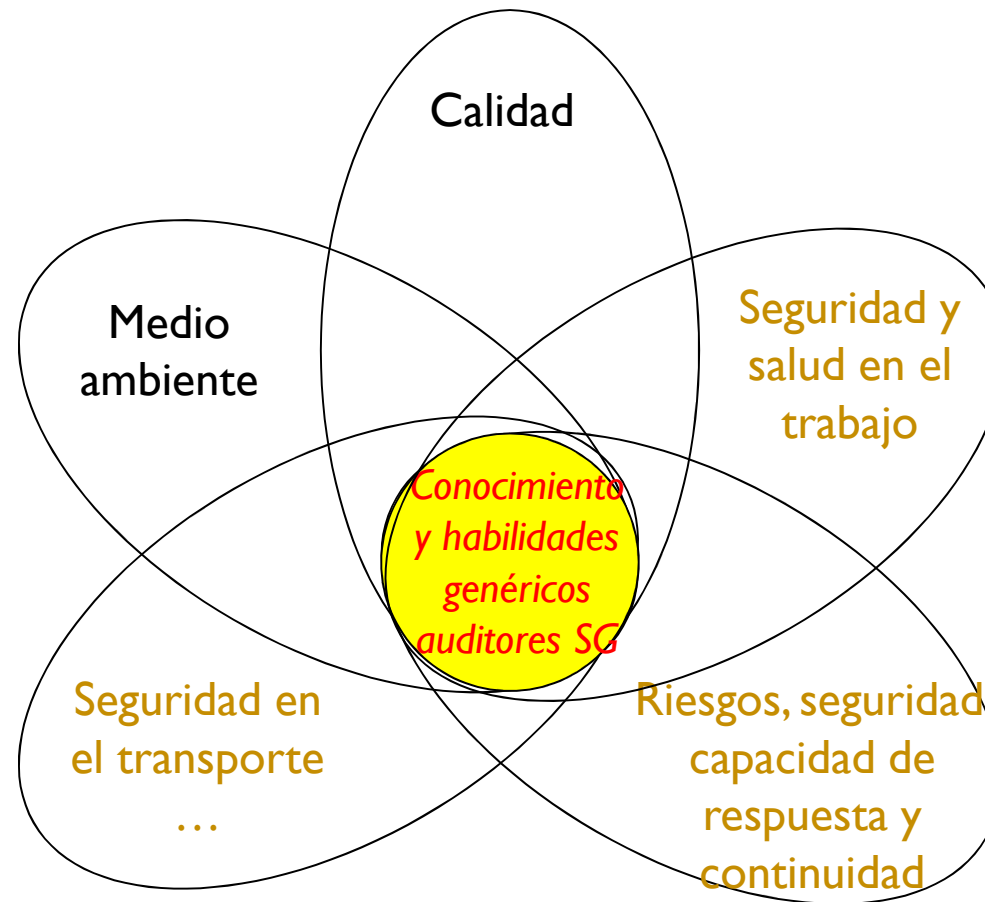 Calidad
Medio
ambiente
Seguridad y
salud en el
trabajo
Conocimiento
y habilidades
genéricos
auditores SG
Seguridad en
el transporte
…
Riesgos, seguridad
capacidad de
respuesta y
continuidad